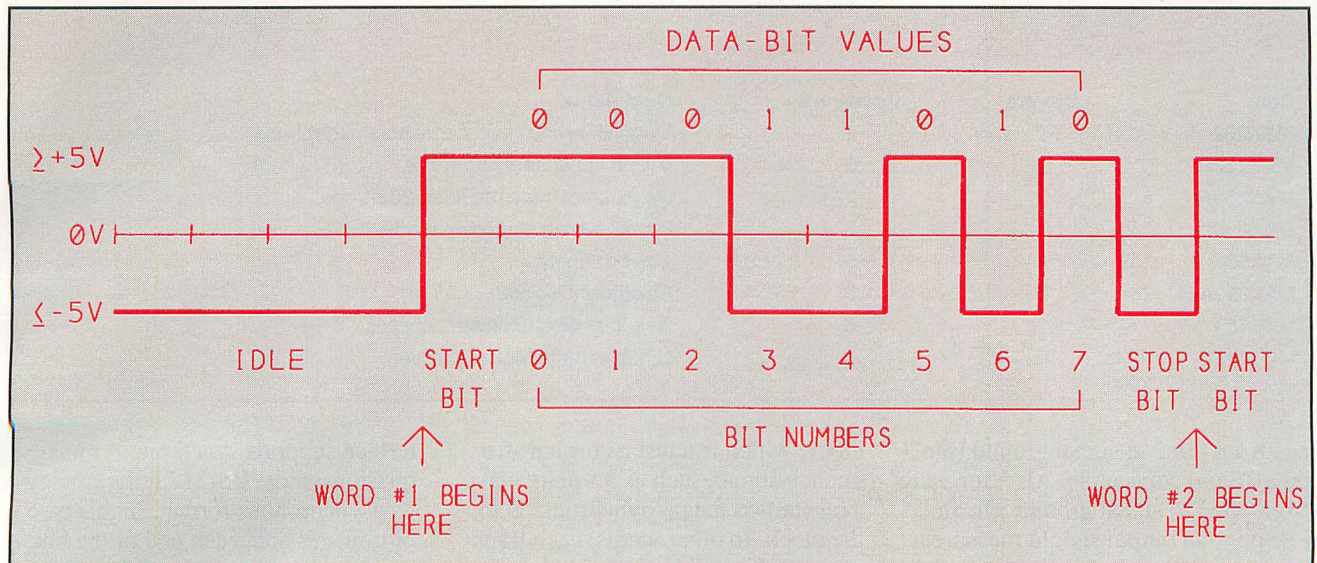 DATA-BIT VALUES
0 0 0 1 1 0 1 0
≥+5V
0V
≤-5V
IDLE START BIT 0 1 2 3 4 5 6 7 STOP BIT START BIT
BIT NUMBERS
WORD #1 BEGINS HERE
WORD #2 BEGINS HERE